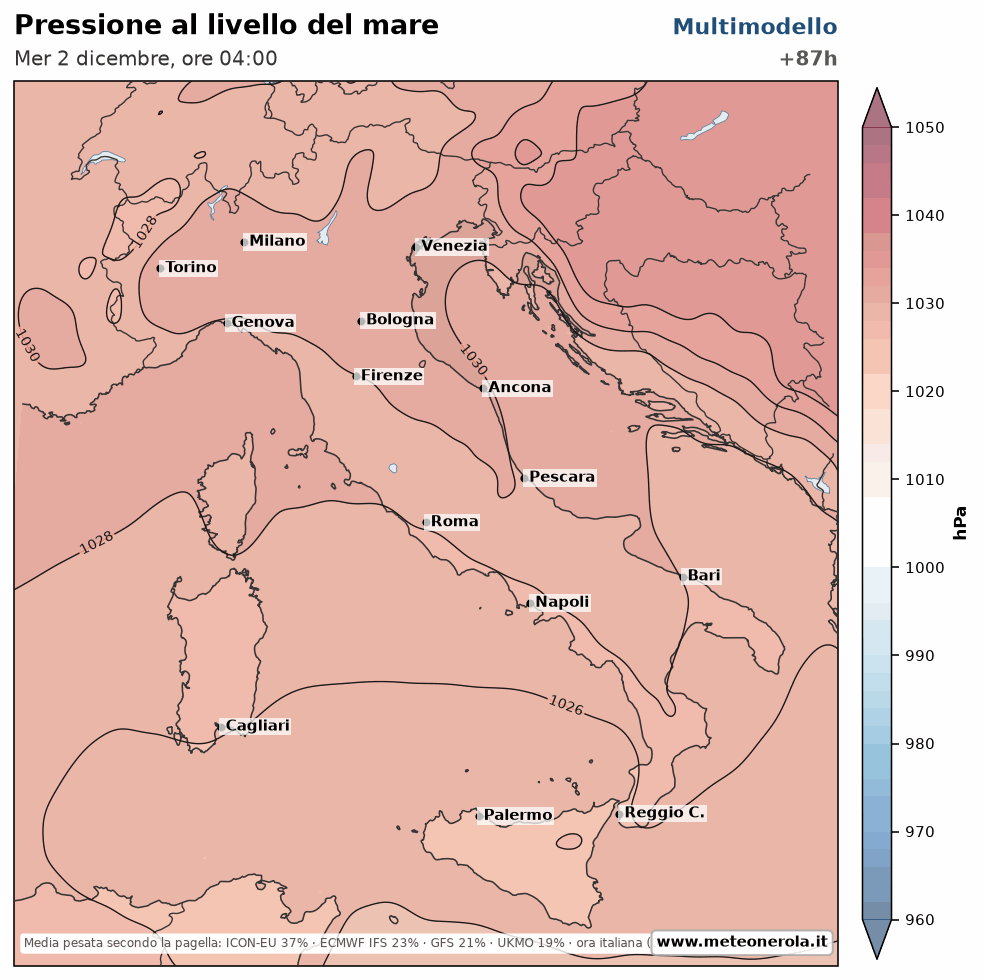 Pressione al livello del mare
Multimodello
Mer 2 dicembre, ore 04:00
+87h
1050
1028
1040
Milano
Venezia
Torino
1030
Genova
Bologna
1030
1030
Firenze
Ancona
1020
Pescara
1010
Roma
1028
hPa
1000
Bari
Napoli
990
1026
Cagliari
980
Palermo
Reggio C.
970
960
Media pesata secondo la pagella: ICON-EU 37% · ECMWF IFS 23% · GFS 21% · UKMO 19% · ora italiana (
www.meteonerola.it